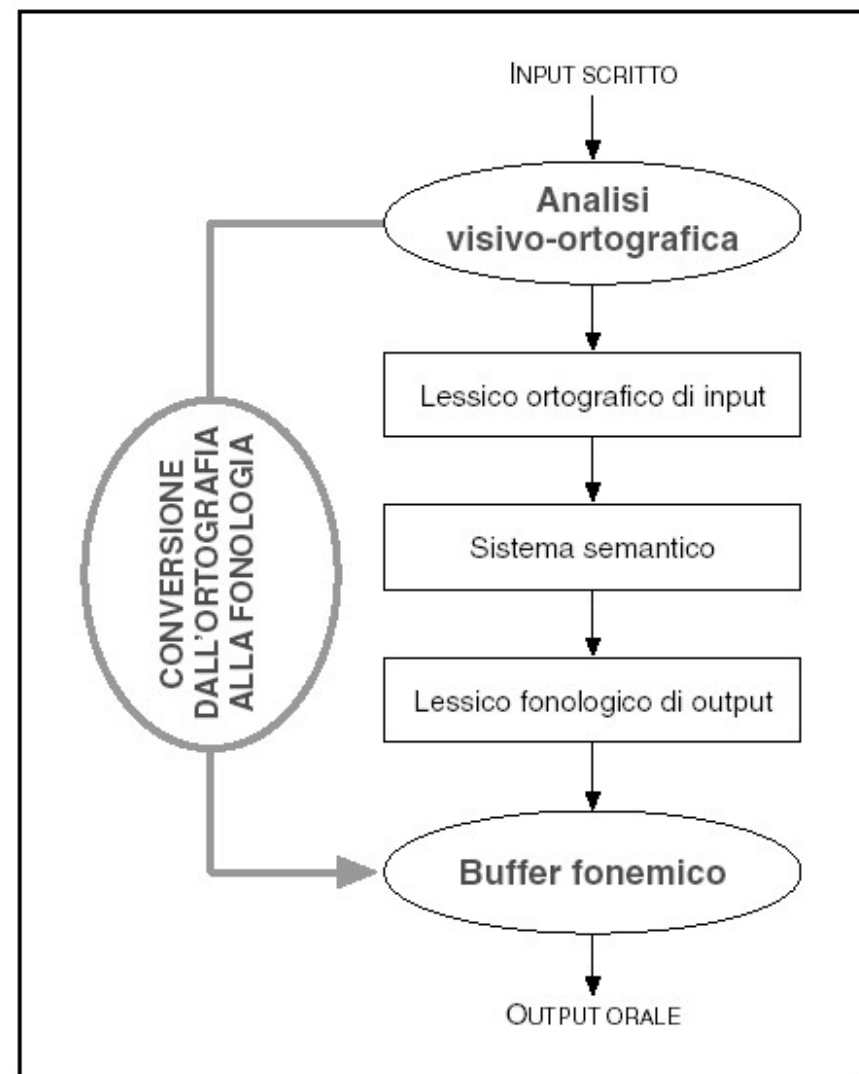 INPUT SCRITTO
Analisi
visivo-ortografica
Lessico ortografico di input
CONVERSIONE
DALL'ORTOGRAFIA
ALLA FONOLOGIA
Sistema semantico
Lessico fonologico di output
Buffer fonemico
OUTPUT ORALE